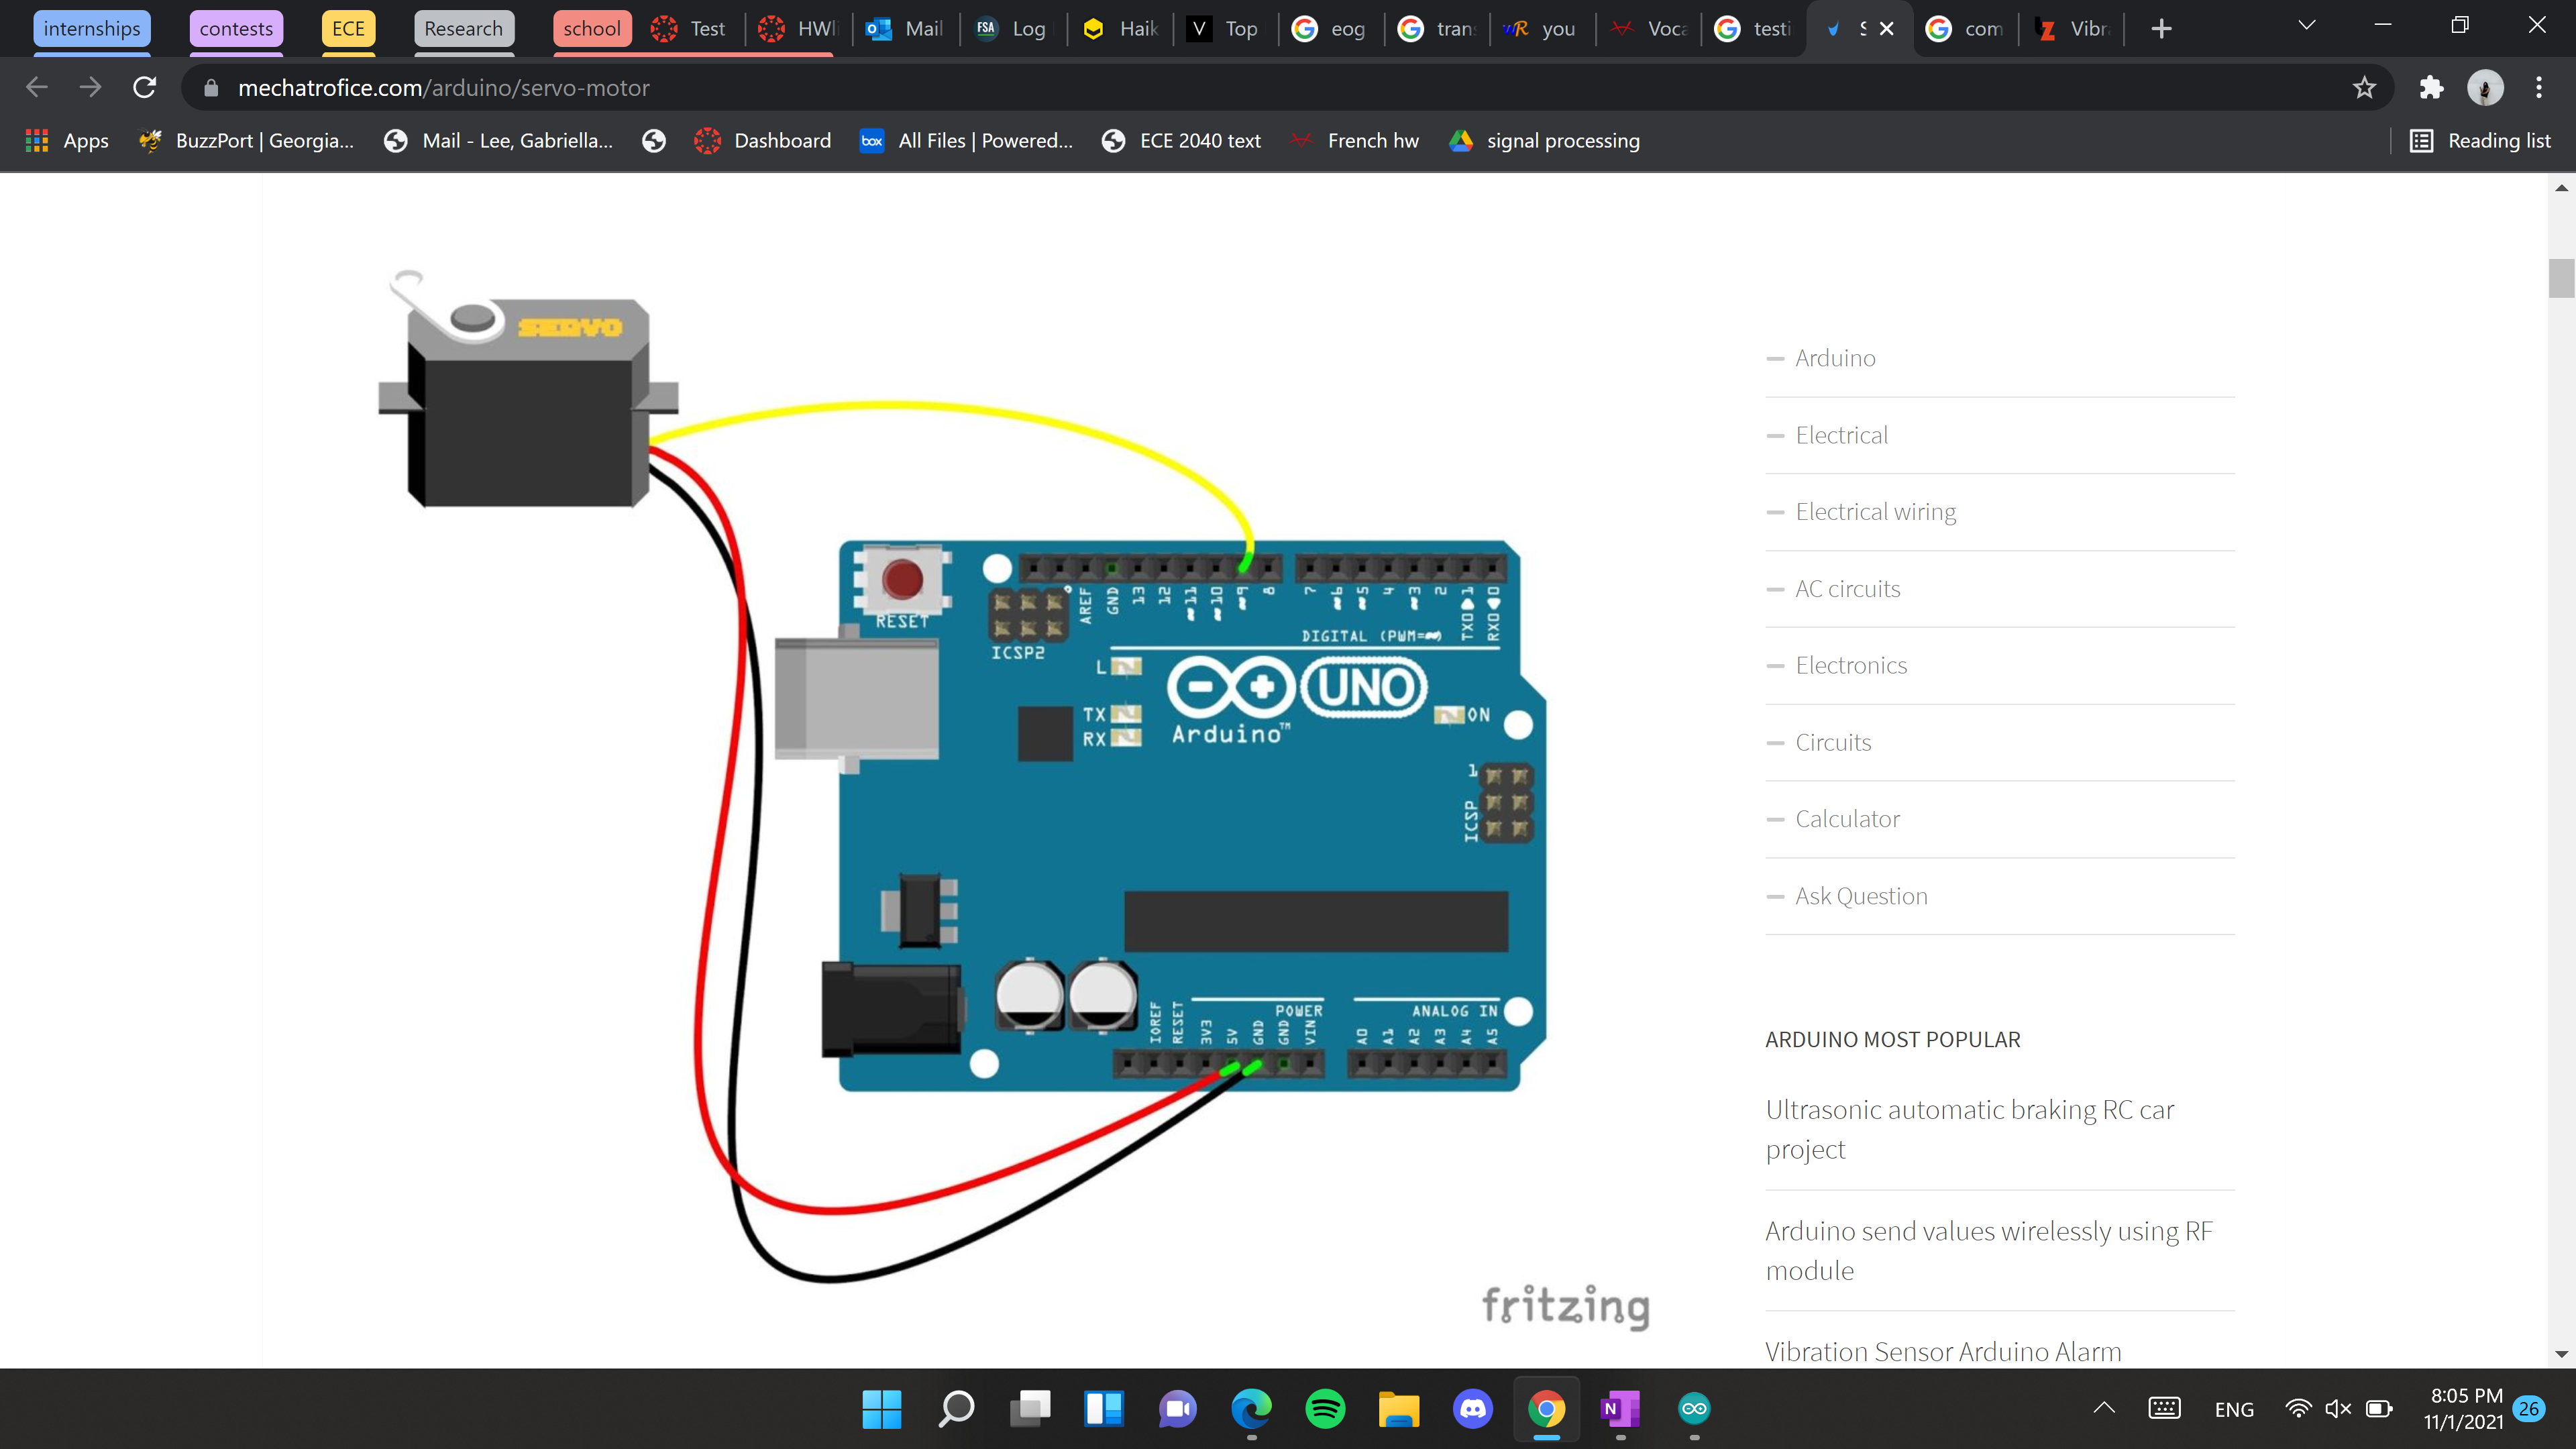 internships contests ECE Research school Test HWli Mail Log Haik Top eog tran you Voca testi S com Vibr
mechatrofice.com/arduino/servo-motor
Apps BuzzPort | Georgia... Mail - Lee, Gabriella... Dashboard All Files | Powered... ECE 2040 text French hw signal processing Reading list
SERVO
RESET
ICSP2
AREF GND 13 12 11 10 9 8 7 6 5 4 3 2 TX0 1 RX0 0
DIGITAL (PWM=~)
L
TX
RX
UNO
Arduino™
ON
1
ICSP
IOREF RESET 3V3 5V GND GND VIN
POWER
ANALOG IN
A0 A1 A2 A3 A4 A5
fritzing
Arduino
Electrical
Electrical wiring
AC circuits
Electronics
Circuits
Calculator
Ask Question
ARDUINO MOST POPULAR
Ultrasonic automatic braking RC car
project
Arduino send values wirelessly using RF
module
Vibration Sensor Arduino Alarm
ENG
8:05 PM
11/1/2021
26